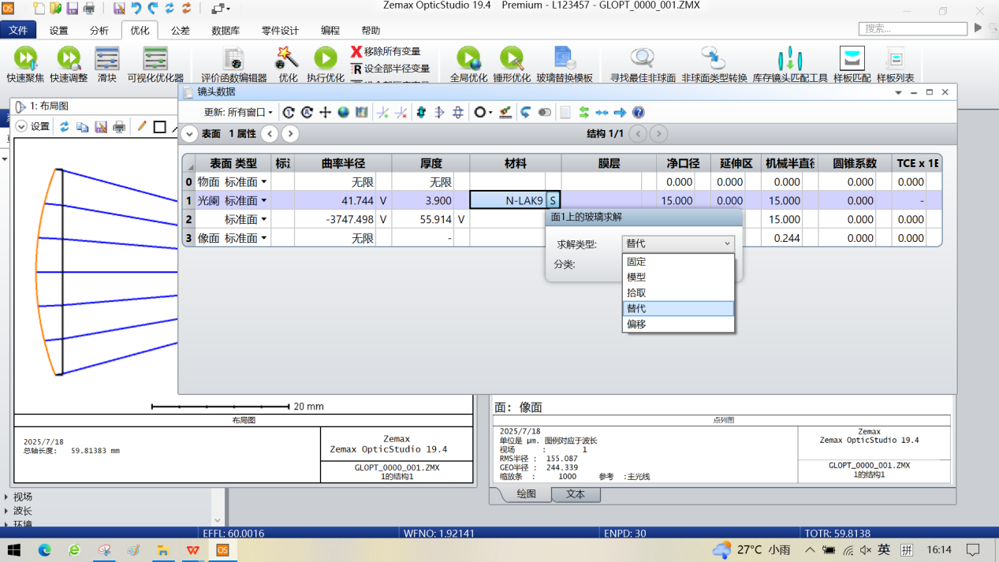 OS Zemax OpticStudio 19.4 Premium - L123457 - GLOPT_0000_001.ZMX
文件 设置 分析 优化 公差 数据库 零件设计 编程 帮助 搜索...
快速聚焦 快速调整 滑块 可视化优化器 评价函数编辑器 优化 执行优化 全局优化 锤形优化 玻璃替换模板 寻找最佳非球面 非球面类型转换 库存镜头匹配工具 样板匹配 样板列表
移除所有变量
设全部半径变量
镜头数据
1: 布局图
更新: 所有窗口
设置
表面 1 属性 结构 1/1
表面 类型 曲率半径 厚度 材料 膜层 净口径 延伸区 机械半直径 圆锥系数 TCE x 1E
0 物面 标准面 无限 无限 0.000 0.000 0.000 0.000 0.000
1 光阑 标准面 41.744 V 3.900 N-LAK9 S 15.000 0.000 15.000 0.000 -
2 标准面 -3747.498 V 55.914 V 15.000 0.000 0.000
3 像面 标准面 无限 - 0.244 0.000 0.000
面1上的玻璃求解
求解类型: 替代
分类:
固定
模型
拾取
替代
偏移
20 mm
布局图
2025/7/18
总轴长度: 59.81383 mm
Zemax
Zemax OpticStudio 19.4
GLOPT_0000_001.ZMX
1的结构1
面: 像面
点列图
2025/7/18
单位是 µm. 图例对应于波长
视场 : 1
RMS半径 : 155.087
GEO半径 : 244.339
缩放条 : 1000 参考 :主光线
Zemax
Zemax OpticStudio 19.4
GLOPT_0000_001.ZMX
1的结构1
绘图 文本
视场
波长
环境
EFFL: 60.0016 WFNO: 1.92141 ENPD: 30 TOTR: 59.8138
27°C 小雨 英 拼 16:14